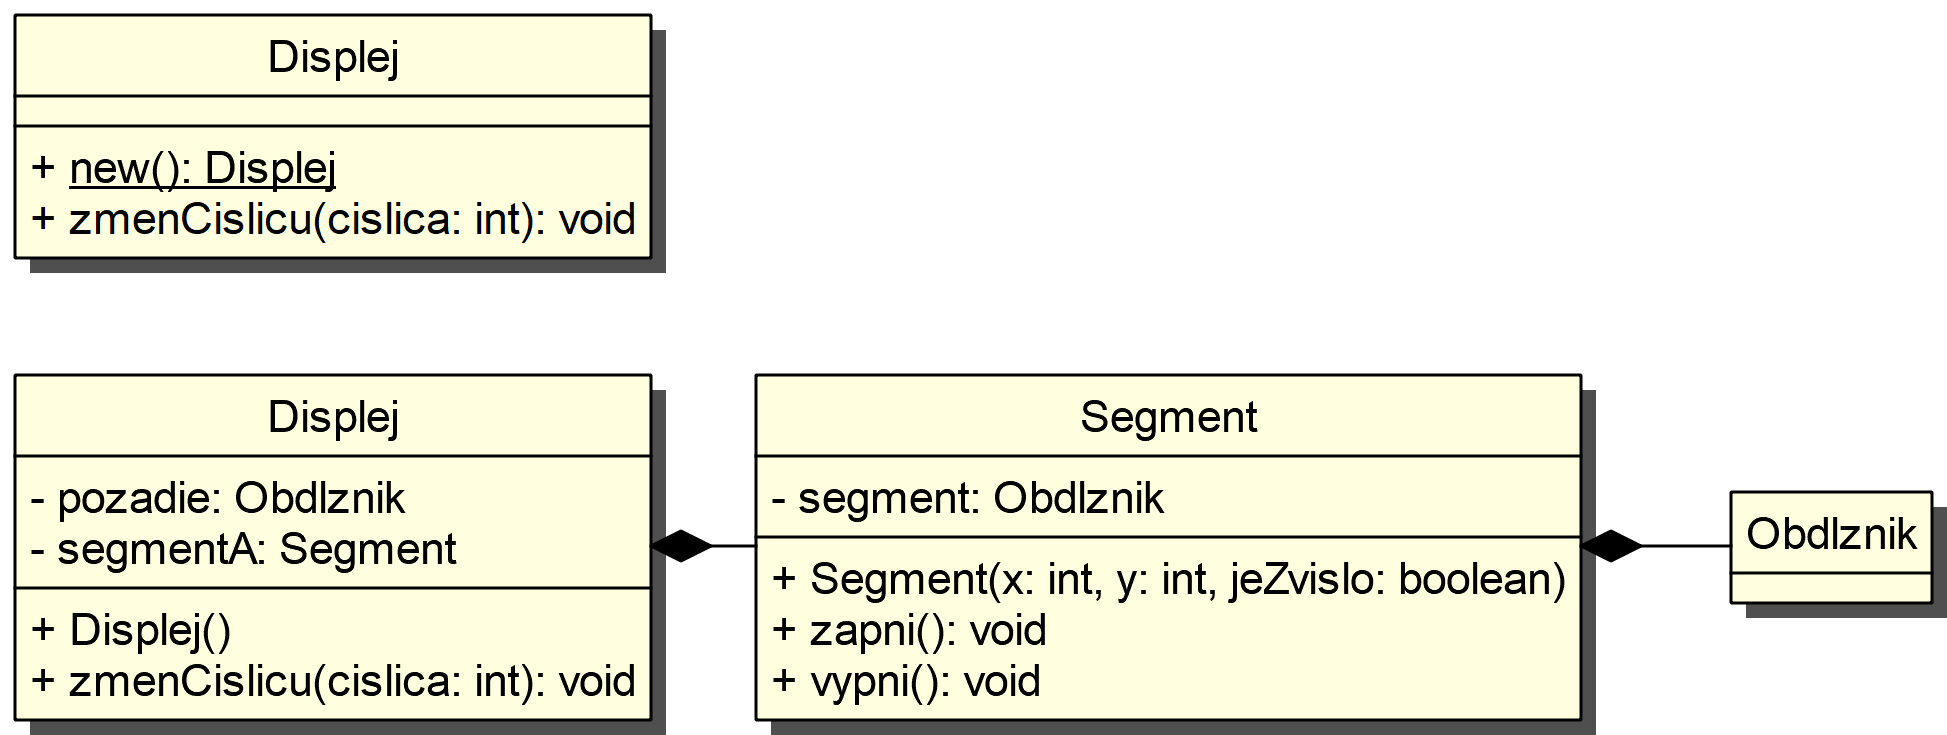 Displej
+ new(): Displej
+ zmenCislicu(cislica: int): void
Displej
- pozadie: Obdlznik
- segmentA: Segment
+ Displej()
+ zmenCislicu(cislica: int): void
Segment
- segment: Obdlznik
+ Segment(x: int, y: int, jeZvislo: boolean)
+ zapni(): void
+ vypni(): void
Obdlznik